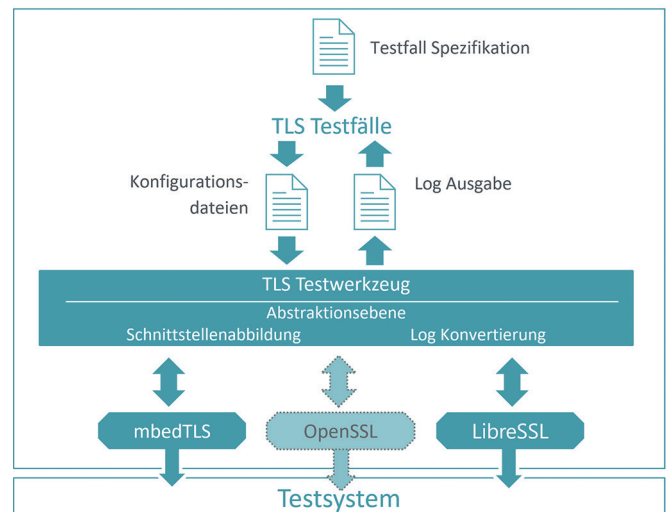 Testfall Spezifikation
TLS Testfälle
Konfigurations-
dateien
Log Ausgabe
TLS Testwerkzeug
Abstraktionsebene
Schnittstellenabbildung
Log Konvertierung
mbedTLS
OpenSSL
LibreSSL
Testsystem